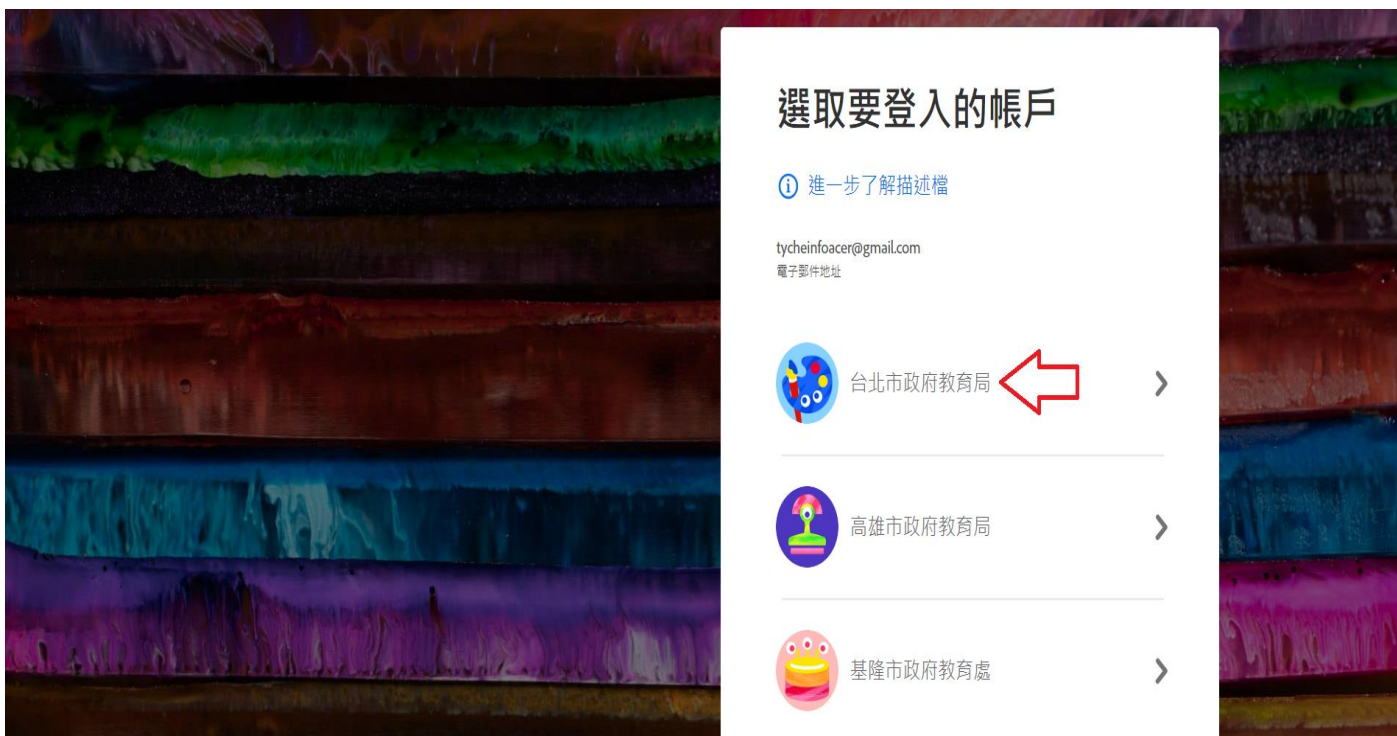 選取要登入的帳戶
進一步了解描述檔
tycheinfoacer@gmail.com
電子郵件地址
台北市政府教育局
高雄市政府教育局
基隆市政府教育處